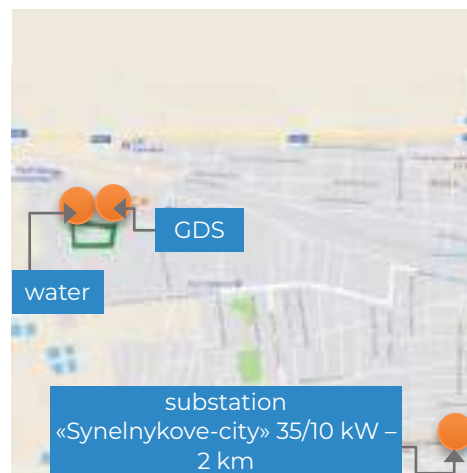 GDS
water
substation
«Synelnykove-city» 35/10 kW –
2 km